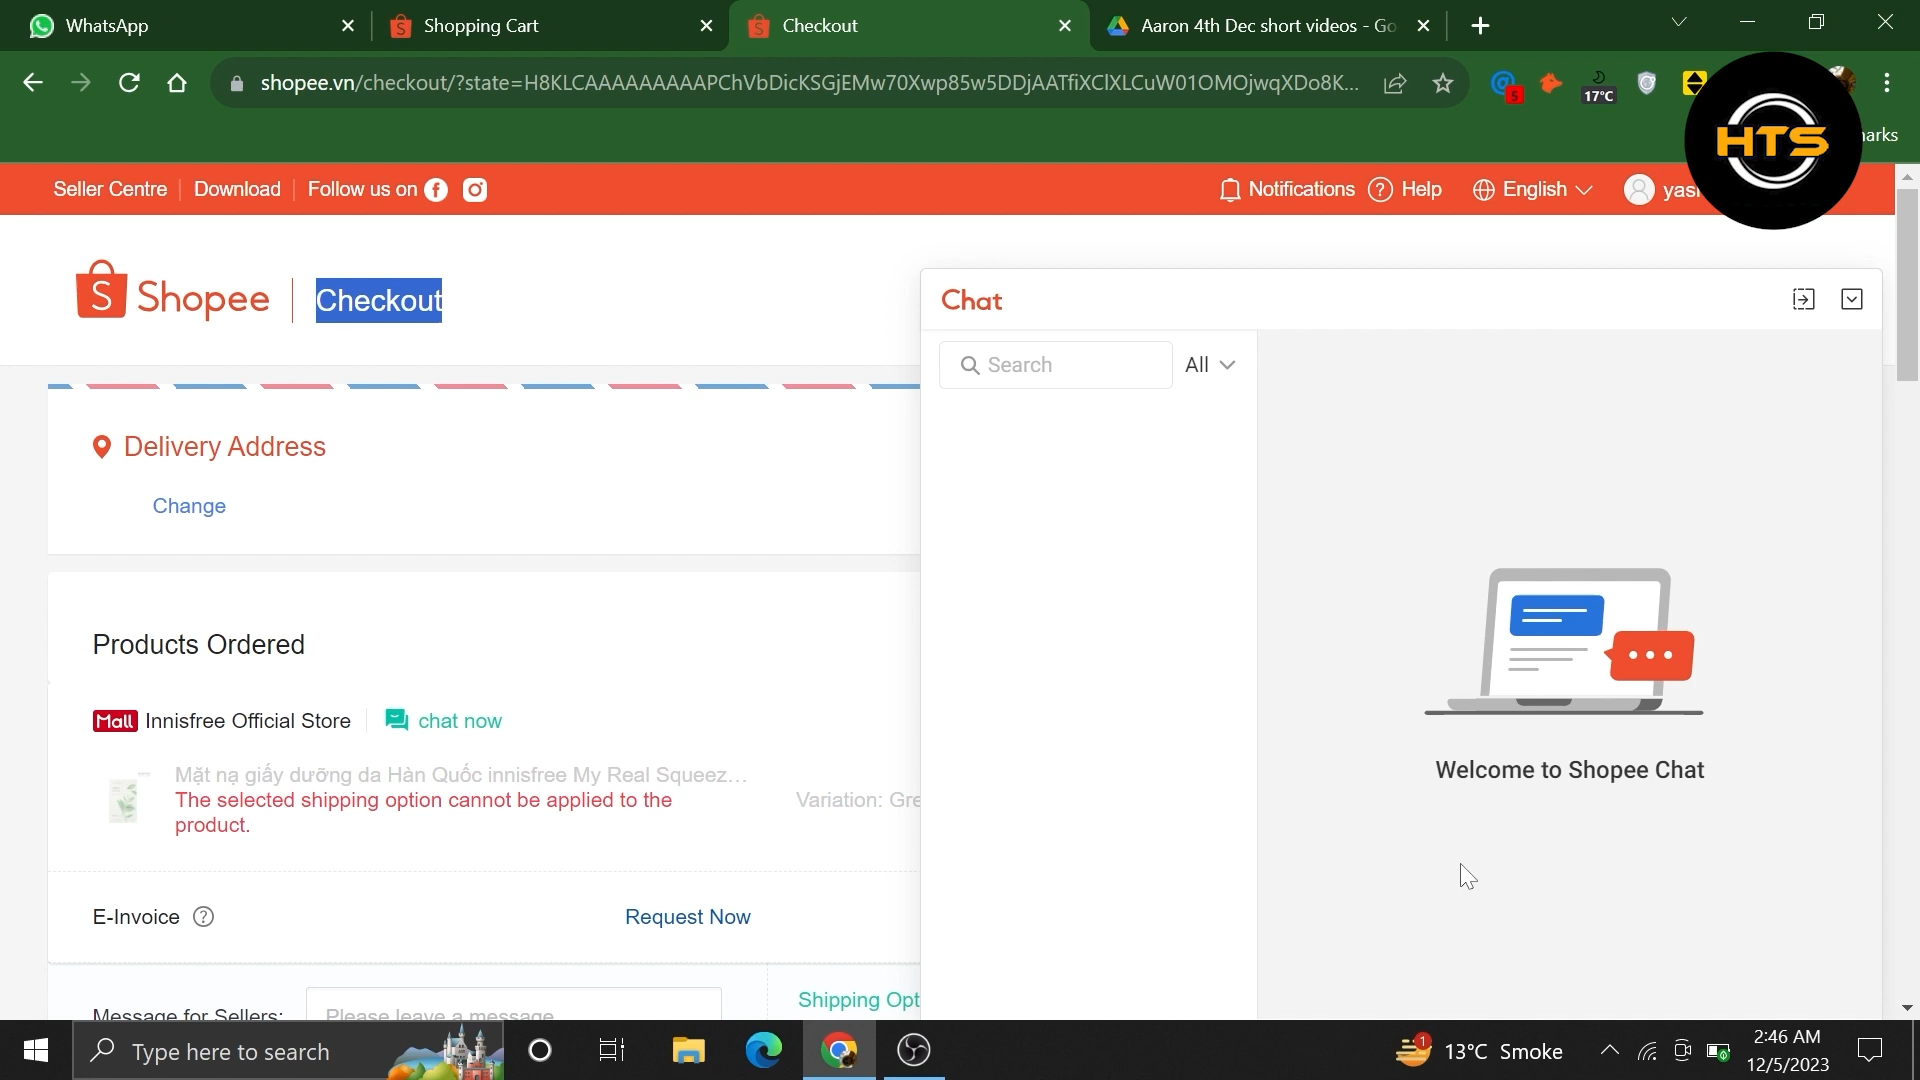 WhatsApp
Shopping Cart
Checkout
Aaron 4th Dec short videos - Go
shopee.vn/checkout/?state=H8KLCAAAAAAAAAPChVbDicKSGjEMw70Xwp85w5DDjAATfiXClXLCuW01OMOjwqXDo8K...
5
17°C
arks
HTS
Seller Centre
Download
Follow us on
Notifications
Help
English
yas
Shopee
Checkout
Chat
Search
All
Delivery Address
Change
Products Ordered
Mall Innisfree Official Store
chat now
Mặt nạ giấy dưỡng da Hàn Quốc innisfree My Real Squeez...
The selected shipping option cannot be applied to the
product.
Variation: Gre
Welcome to Shopee Chat
E-Invoice
Request Now
Message for Sellers:
Please leave a message
Shipping Opt
Type here to search
1
13°C Smoke
2:46 AM
12/5/2023